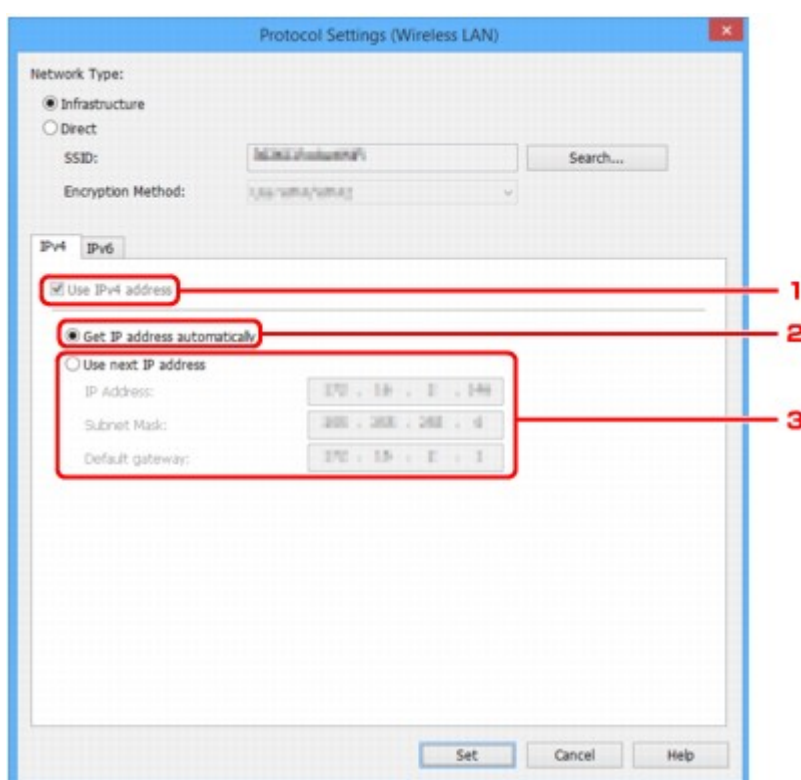 Protocol Settings (Wireless LAN)
Network Type:
Infrastructure
Direct
SSID:
Search...
Encryption Method:
IPv4 IPv6
Use IPv4 address
1
Get IP address automatically
2
Use next IP address
IP Address:
Subnet Mask:
3
Default gateway:
Set Cancel Help